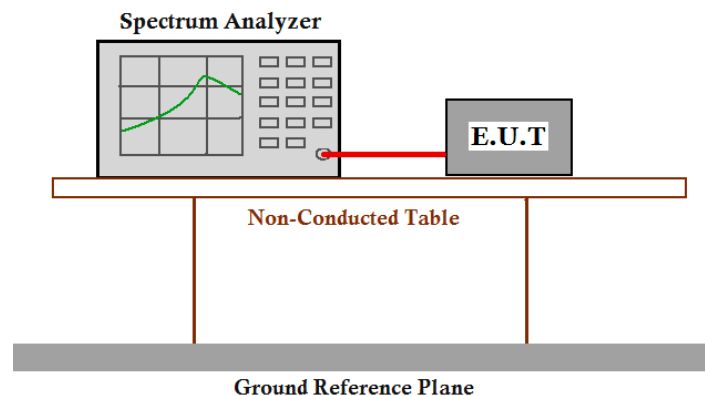 Spectrum Analyzer
E.U.T
Non-Conducted Table
Ground Reference Plane